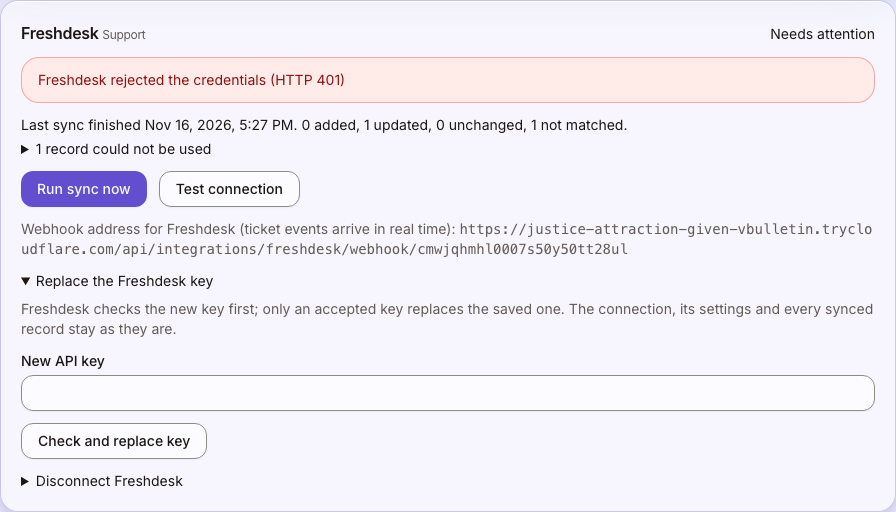 Freshdesk Support
Needs attention
Freshdesk rejected the credentials (HTTP 401)
Last sync finished Nov 16, 2026, 5:27 PM. 0 added, 1 updated, 0 unchanged, 1 not matched.
1 record could not be used
Run sync now
Test connection
Webhook address for Freshdesk (ticket events arrive in real time): https://justice-attraction-given-vbulletin.tryclo
udflare.com/api/integrations/freshdesk/webhook/cmwjqhmhl0007s50y50tt28ul
Replace the Freshdesk key
Freshdesk checks the new key first; only an accepted key replaces the saved one. The connection, its settings and every synced
record stay as they are.
New API key
Check and replace key
Disconnect Freshdesk